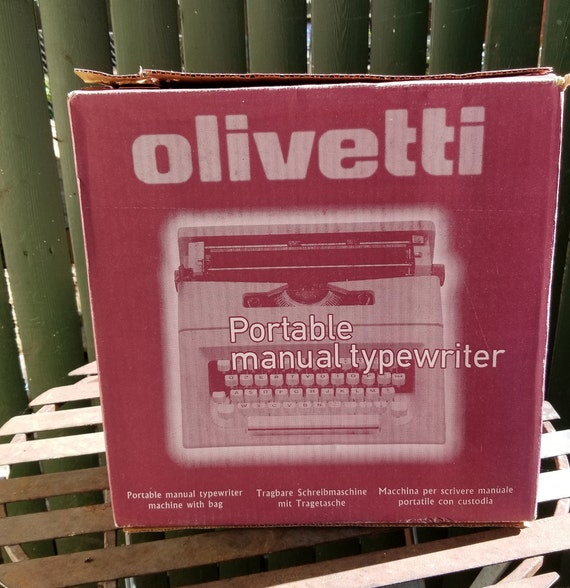 olivetti
Portable
manual typewriter
Portable manual typewriter
machine with bag
Tragbare Schreibmaschine
mit Tragetasche
Macchina per scrivere manuale
portatile con custodia